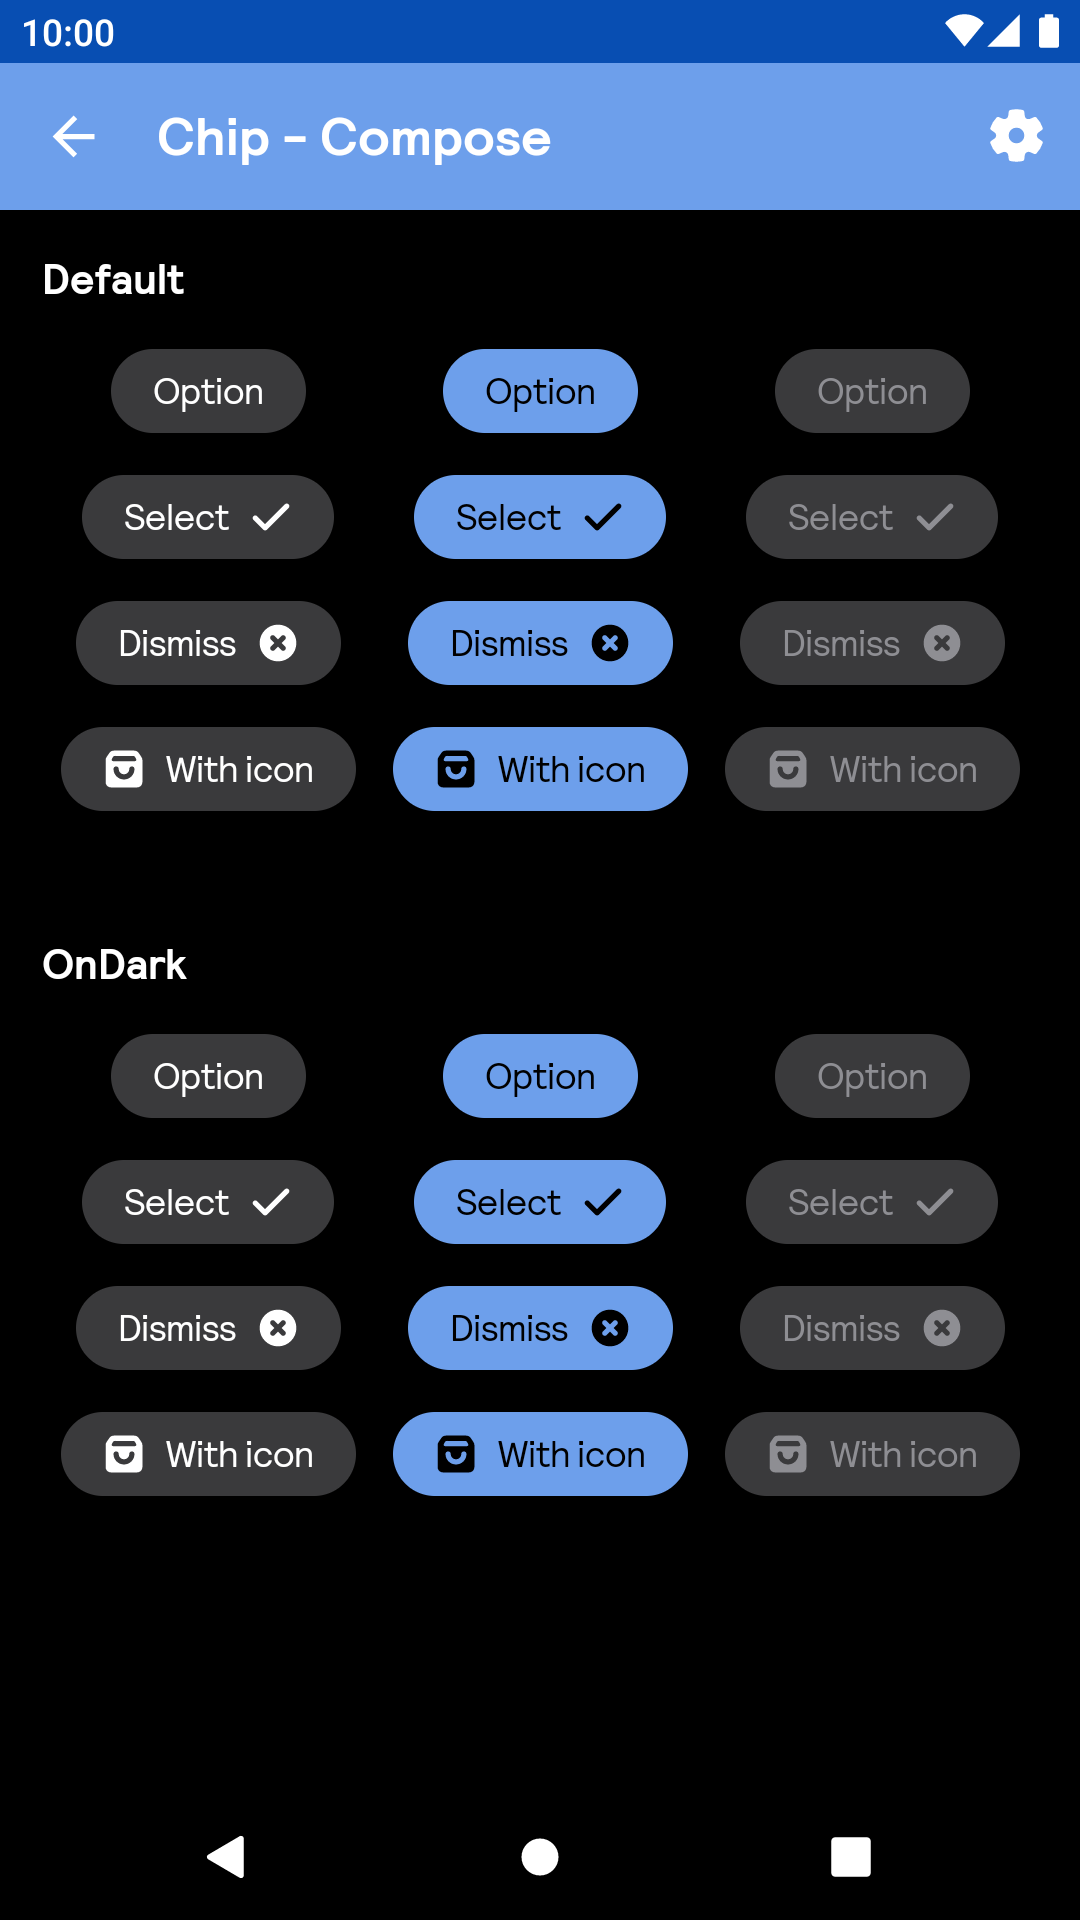 10:00
Chip - Compose
Default
Option Option Option
Select Select Select
Dismiss Dismiss Dismiss
With icon With icon With icon
OnDark
Option Option Option
Select Select Select
Dismiss Dismiss Dismiss
With icon With icon With icon